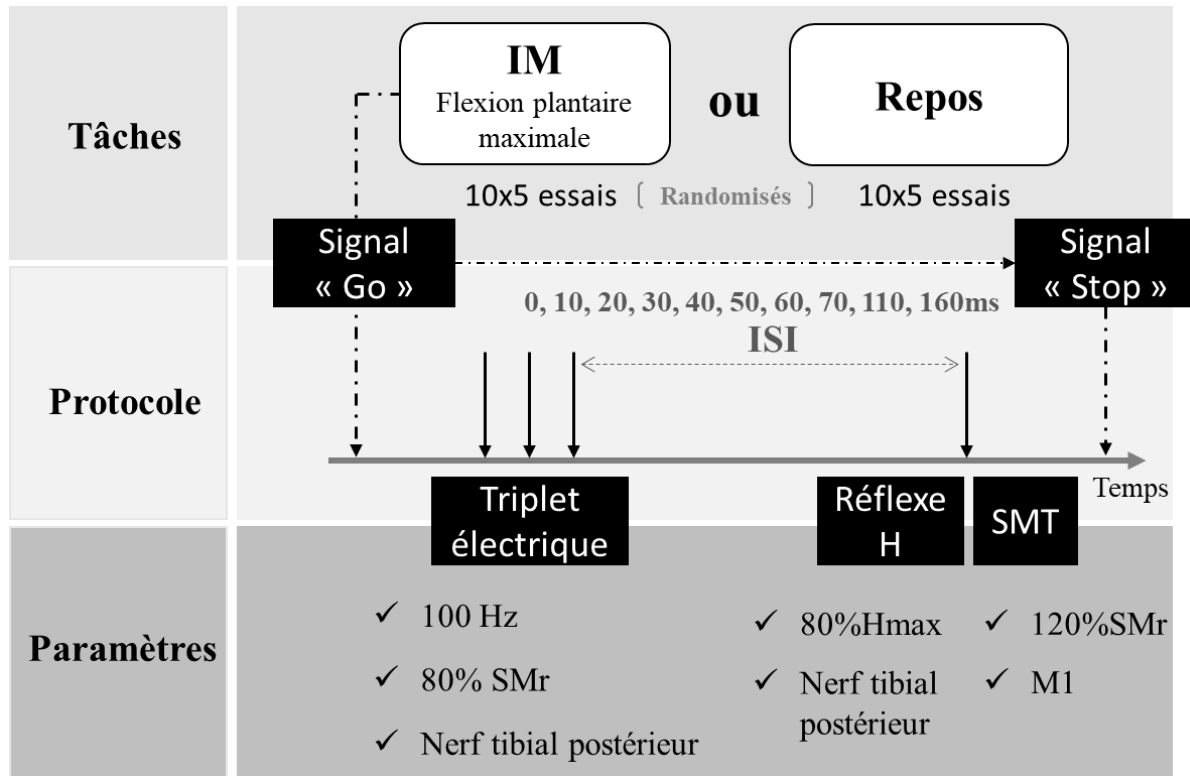 Tâches
IM
Flexion plantaire
maximale
ou
Repos
10x5 essais
[ Randomisés ]
10x5 essais
Signal
« Go »
Signal
« Stop »
Protocole
0, 10, 20, 30, 40, 50, 60, 70, 110, 160ms
ISI
Temps
Triplet
électrique
Réflexe
H
SMT
Paramètres
✓ 100 Hz
✓ 80% SMr
✓ Nerf tibial postérieur
✓ 80%Hmax
✓ Nerf tibial
postérieur
✓ 120%SMr
✓ M1